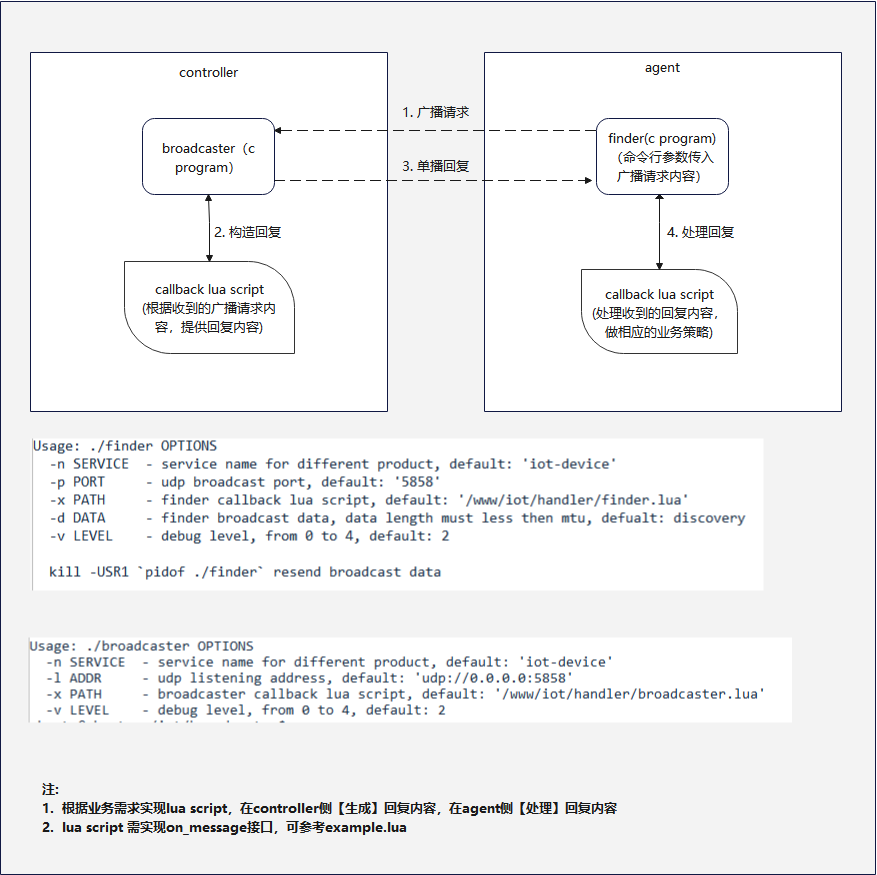 controller
agent
1. 广播请求
broadcaster（c
program）
finder(c program)
（命令行参数传入
广播请求内容）
3. 单播回复
2. 构造回复
4. 处理回复
callback lua script
(根据收到的广播请求内
容，提供回复内容)
callback lua script
(处理收到的回复内容，
做相应的业务策略)
Usage: ./finder OPTIONS
-n SERVICE - service name for different product, default: 'iot-device'
-p PORT - udp broadcast port, default: '5858'
-x PATH - finder callback lua script, default: '/www/iot/handler/finder.lua'
-d DATA - finder broadcast data, data length must less then mtu, defualt: discovery
-v LEVEL - debug level, from 0 to 4, default: 2
kill -USR1 `pidof ./finder` resend broadcast data
Usage: ./broadcaster OPTIONS
-n SERVICE - service name for different product, default: 'iot-device'
-l ADDR - udp listening address, default: 'udp://0.0.0.0:5858'
-x PATH - broadcaster callback lua script, default: '/www/iot/handler/broadcaster.lua'
-v LEVEL - debug level, from 0 to 4, default: 2
注:
1. 根据业务需求实现lua script，在controller侧【生成】回复内容，在agent侧【处理】回复内容
2. lua script 需实现on_message接口，可参考example.lua